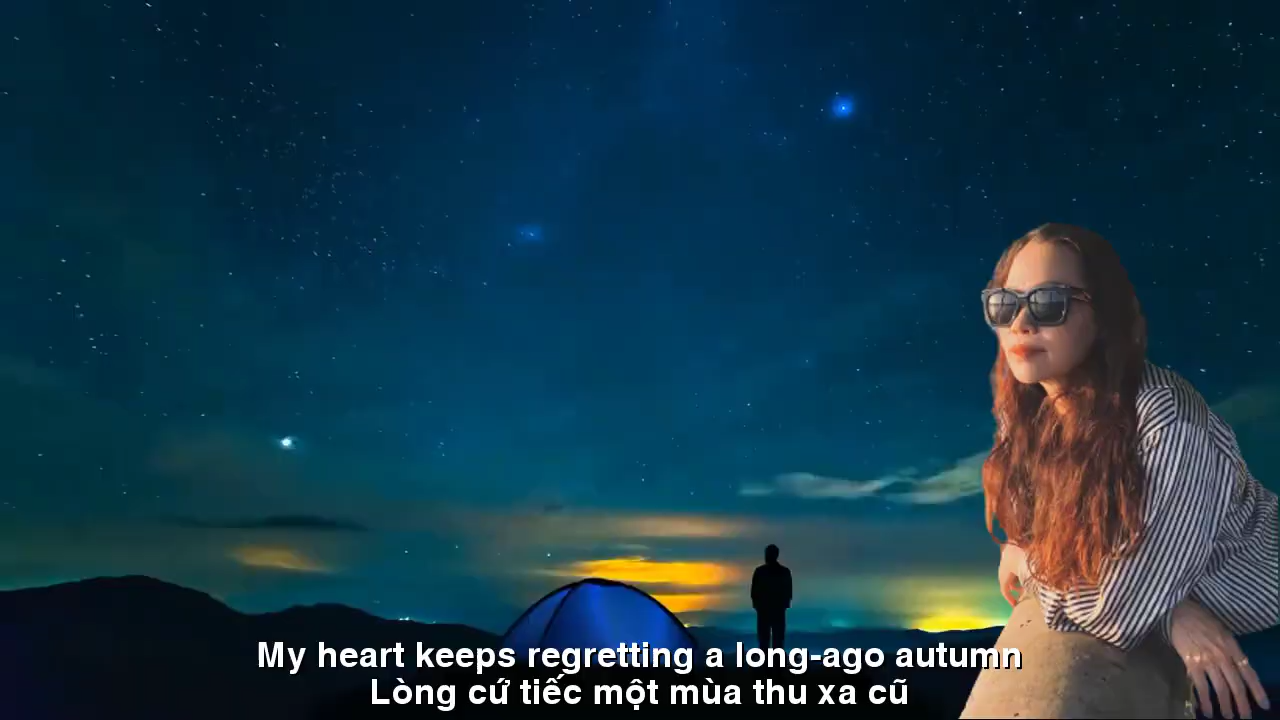 My heart keeps regretting a long-ago autumn
Lòng cứ tiếc một mùa thu xa cũ